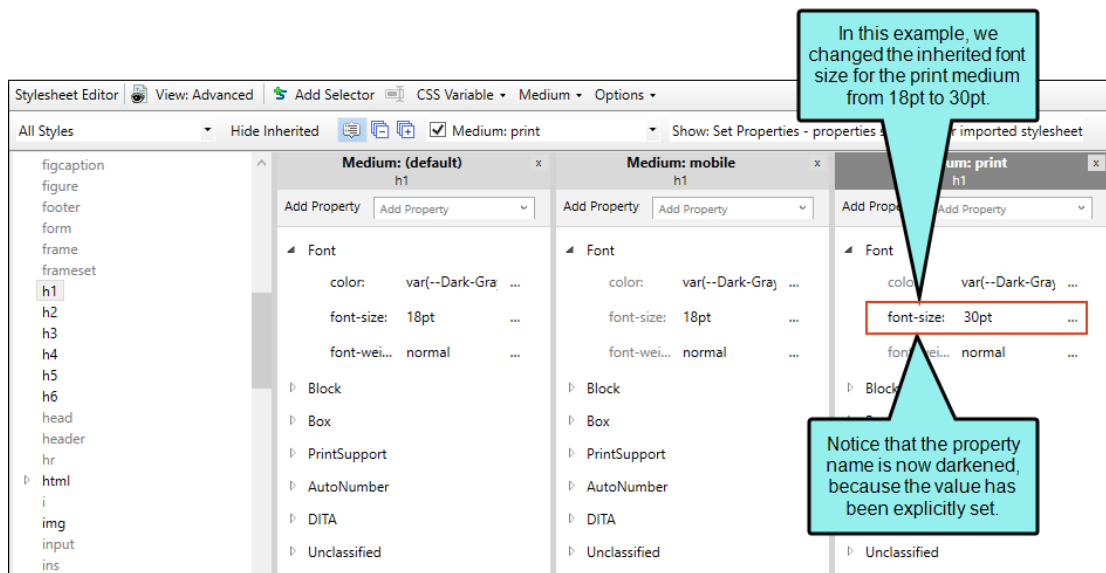 In this example, we
changed the inherited font
size for the print medium
from 18pt to 30pt.
Stylesheet Editor View: Advanced Add Selector CSS Variable Medium Options
All Styles Hide Inherited Medium: print Show: Set Properties - properties s r imported stylesheet
figcaption
figure
footer
form
frame
frameset
h1
h2
h3
h4
h5
h6
head
header
hr
html
i
img
input
ins
Medium: (default) x
h1
Add Property Add Property
Font
color: var(--Dark-Gray ...
font-size: 18pt ...
font-wei... normal ...
Block
Box
PrintSupport
AutoNumber
DITA
Unclassified
Medium: mobile x
h1
Add Property Add Property
Font
color: var(--Dark-Gray ...
font-size: 18pt ...
font-wei... normal ...
Block
Box
PrintSupport
AutoNumber
DITA
Unclassified
um: print x
h1
Add Prope Add Property
Font
colo var(--Dark-Gray ...
font-size: 30pt ...
font wei... normal ...
Block
Unclassified
Notice that the property
name is now darkened,
because the value has
been explicitly set.